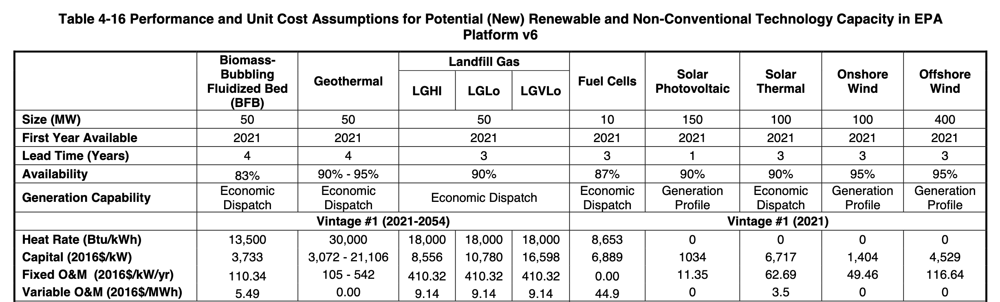 Table 4-16 Performance and Unit Cost Assumptions for Potential (New) Renewable and Non-Conventional Technology Capacity in EPA
Platform v6
Biomass-
Bubbling
Fluidized Bed
(BFB)
Geothermal
Landfill Gas
LGHI LGLo LGVLo
Fuel Cells
Solar
Photovoltaic
Solar
Thermal
Onshore
Wind
Offshore
Wind
Size (MW) 50 50 50 10 150 100 100 400
First Year Available 2021 2021 2021 2021 2021 2021 2021 2021
Lead Time (Years) 4 4 3 3 1 3 3 3
Availability 83% 90% - 95% 90% 87% 90% 90% 95% 95%
Generation Capability
Economic
Dispatch
Economic
Dispatch
Economic Dispatch
Economic
Dispatch
Generation
Profile
Economic
Dispatch
Generation
Profile
Generation
Profile
Vintage #1 (2021-2054) Vintage #1 (2021)
Heat Rate (Btu/kWh) 13,500 30,000 18,000 18,000 18,000 8,653 0 0 0 0
Capital (2016$/kW) 3,733 3,072 - 21,106 8,556 10,780 16,598 6,889 1034 6,717 1,404 4,529
Fixed O&M (2016$/kW/yr) 110.34 105 - 542 410.32 410.32 410.32 0.00 11.35 62.69 49.46 116.64
Variable O&M (2016$/MWh) 5.49 0.00 9.14 9.14 9.14 44.9 0 3.5 0 0